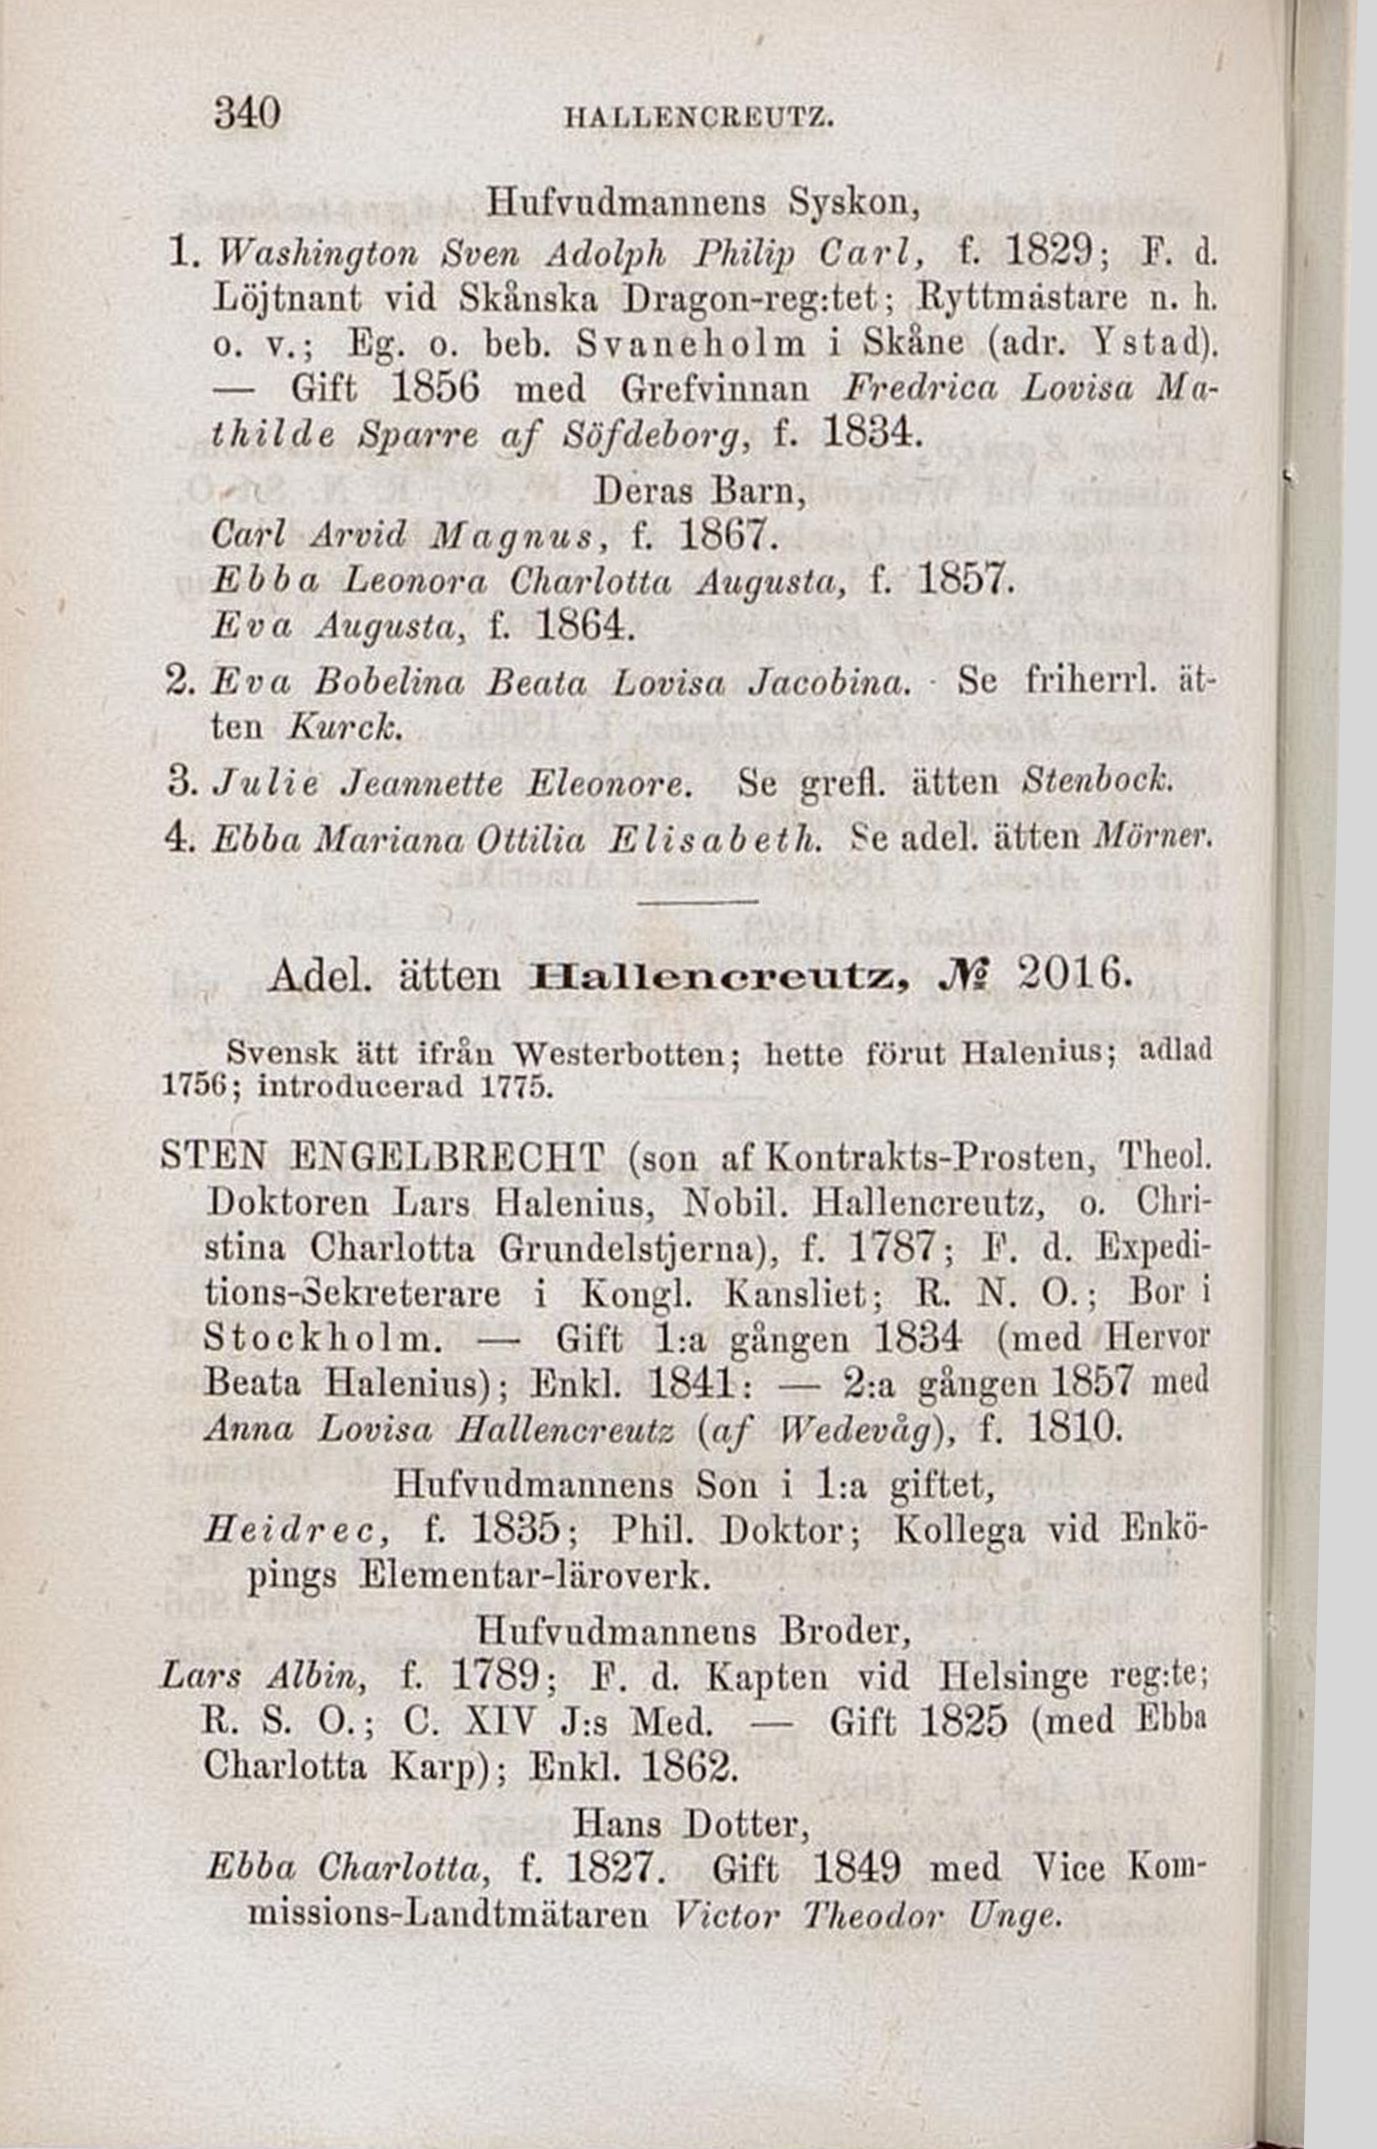 340 HALLENCREUTZ.
Hufvudmannens Syskon,
1. Washington Sven Adolph Philip Carl, f. 1829; F. d.
Löjtnant vid Skånska Dragon-reg:tet; Ryttmästare n. h.
o. v.; Eg. o. beb. Svaneholm i Skåne (adr. Ystad).
— Gift 1856 med Grefvinnan Fredrica Lovisa Ma-
thilde Sparre af Söfdeborg, f. 1834.
Deras Barn,
Carl Arvid Magnus, f. 1867.
Ebba Leonora Charlotta Augusta, f. 1857.
Eva Augusta, f. 1864.
2. Eva Bobelina Beata Lovisa Jacobina. Se friherrl. ät-
ten Kurck.
3. Julie Jeannette Eleonore. Se grefl. ätten Stenbock.
4. Ebba Mariana Ottilia Elisabeth. Se adel. ätten Mörner.
Adel. ätten Hallencreutz, № 2016.
Svensk ätt ifrån Westerbotten; hette förut Halenius; adlad
1756; introducerad 1775.
STEN ENGELBRECHT (son af Kontrakts-Prosten, Theol.
Doktoren Lars Halenius, Nobil. Hallencreutz, o. Chri-
stina Charlotta Grundelstjerna), f. 1787; F. d. Expedi-
tions-Sekreterare i Kongl. Kansliet; R. N. O.; Bor i
Stockholm. — Gift 1:a gången 1834 (med Hervor
Beata Halenius); Enkl. 1841: — 2:a gången 1857 med
Anna Lovisa Hallencreutz (af Wedevåg), f. 1810.
Hufvudmannens Son i 1:a giftet,
Heidrec, f. 1835; Phil. Doktor; Kollega vid Enkö-
pings Elementar-läroverk.
Hufvudmannens Broder,
Lars Albin, f. 1789; F. d. Kapten vid Helsinge reg:te;
R. S. O.; C. XIV J:s Med. — Gift 1825 (med Ebba
Charlotta Karp); Enkl. 1862.
Hans Dotter,
Ebba Charlotta, f. 1827. Gift 1849 med Vice Kom-
missions-Landtmätaren Victor Theodor Unge.